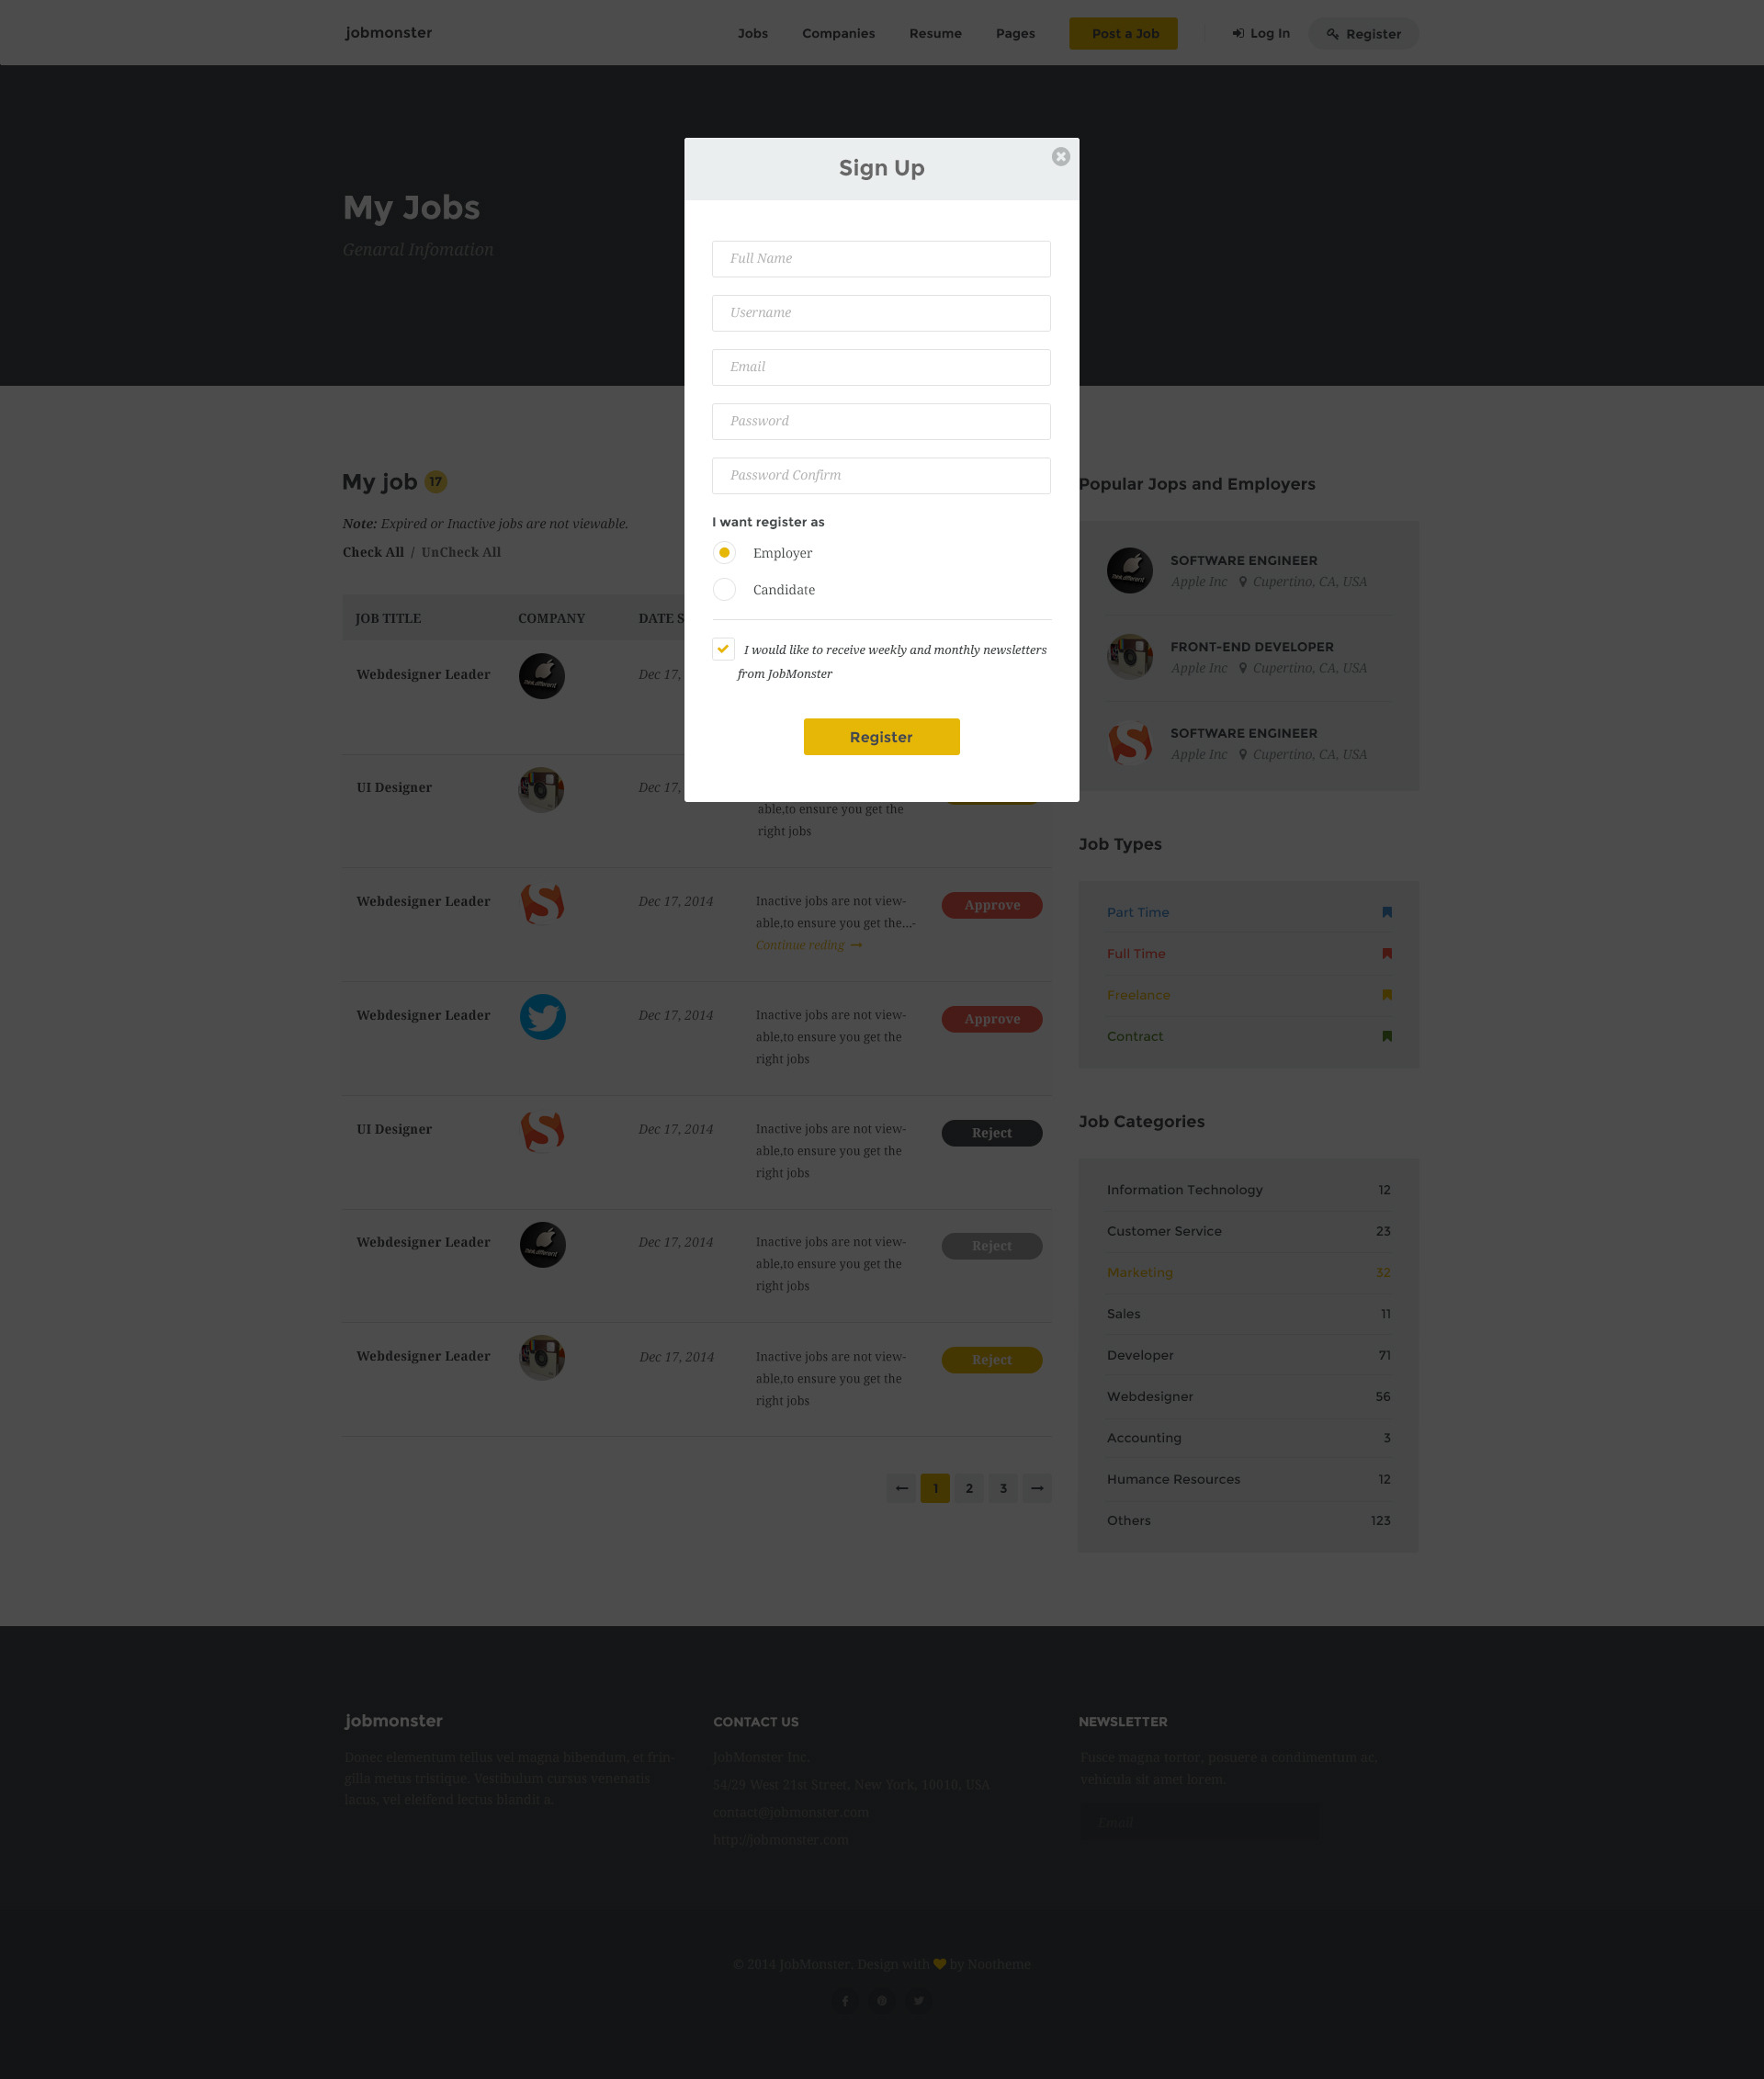 jobmonster
Jobs
Companies
Resume
Pages
Post a Job
Log In
Register
My Jobs
Genaral Infomation
Sign Up
Full Name
Username
Email
Password
Password Confirm
I want register as
Employer
Candidate
I would like to receive weekly and monthly newsletters
from JobMonster
Register
My job 17
Note: Expired or Inactive jobs are not viewable.
Check All / UnCheck All
JOB TITLE
COMPANY
DATE S
Webdesigner Leader
Dec 17,
UI Designer
Dec 17,
able,to ensure you get the
right jobs
Webdesigner Leader
Dec 17, 2014
Inactive jobs are not view-
able,to ensure you get the...-
Continue reding
Approve
Webdesigner Leader
Dec 17, 2014
Inactive jobs are not view-
able,to ensure you get the
right jobs
Approve
UI Designer
Dec 17, 2014
Inactive jobs are not view-
able,to ensure you get the
right jobs
Reject
Webdesigner Leader
Dec 17, 2014
Inactive jobs are not view-
able,to ensure you get the
right jobs
Reject
Webdesigner Leader
Dec 17, 2014
Inactive jobs are not view-
able,to ensure you get the
right jobs
Reject
1
2
3
Popular Jops and Employers
SOFTWARE ENGINEER
Apple Inc Cupertino, CA, USA
FRONT-END DEVELOPER
Apple Inc Cupertino, CA, USA
SOFTWARE ENGINEER
Apple Inc Cupertino, CA, USA
Job Types
Part Time
Full Time
Freelance
Contract
Job Categories
Information Technology 12
Customer Service 23
Marketing 32
Sales 11
Developer 71
Webdesigner 56
Accounting 3
Humance Resources 12
Others 123
jobmonster
Donec elementum tellus vel magna bibendum, et frin-
gilla metus tristique. Vestibulum cursus venenatis
lacus, vel eleifend lectus blandit a.
CONTACT US
JobMonster Inc.
54/29 West 21st Street, New York, 10010, USA
contact@jobmonster.com
http://jobmonster.com
NEWSLETTER
Fusce magna tortor, posuere a condimentum ac,
vehicula sit amet lorem.
Email
© 2014 JobMonster. Design with by Nootheme